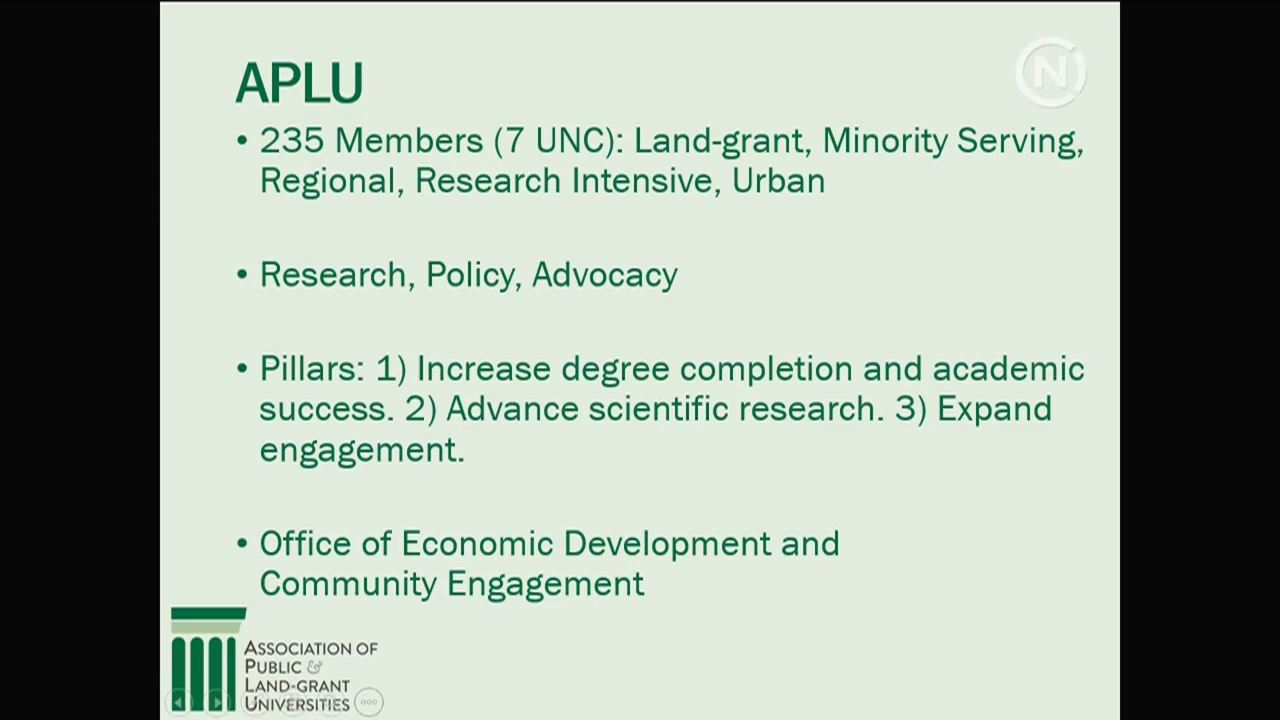 APLU
• 235 Members (7 UNC): Land-grant, Minority Serving,
Regional, Research Intensive, Urban
• Research, Policy, Advocacy
• Pillars: 1) Increase degree completion and academic
success. 2) Advance scientific research. 3) Expand
engagement.
• Office of Economic Development and
Community Engagement
ASSOCIATION OF
PUBLIC &
LAND-GRANT
UNIVERSITIES
N